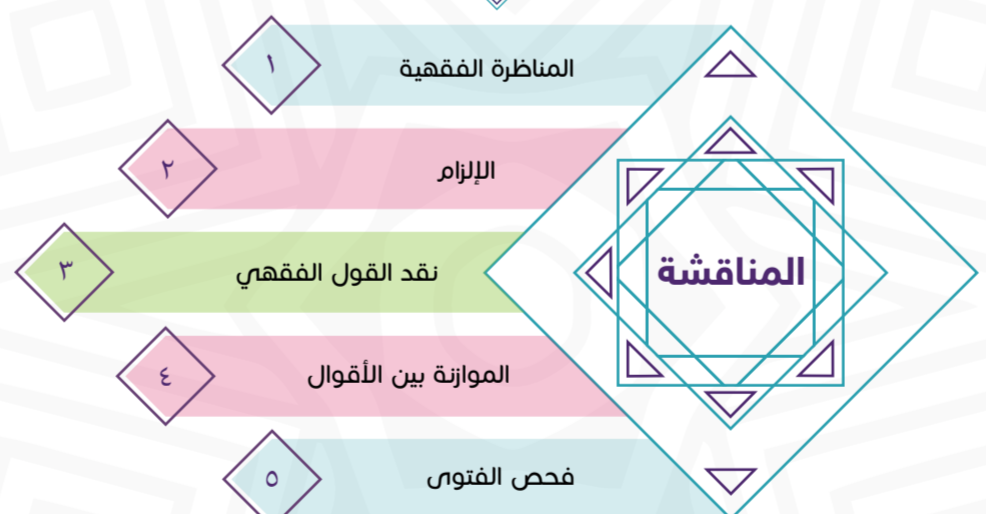 المناقشة
١
المناظرة الفقهية
٢
الإلزام
٣
نقد القول الفقهي
٤
الموازنة بين الأقوال
٥
فحص الفتوى